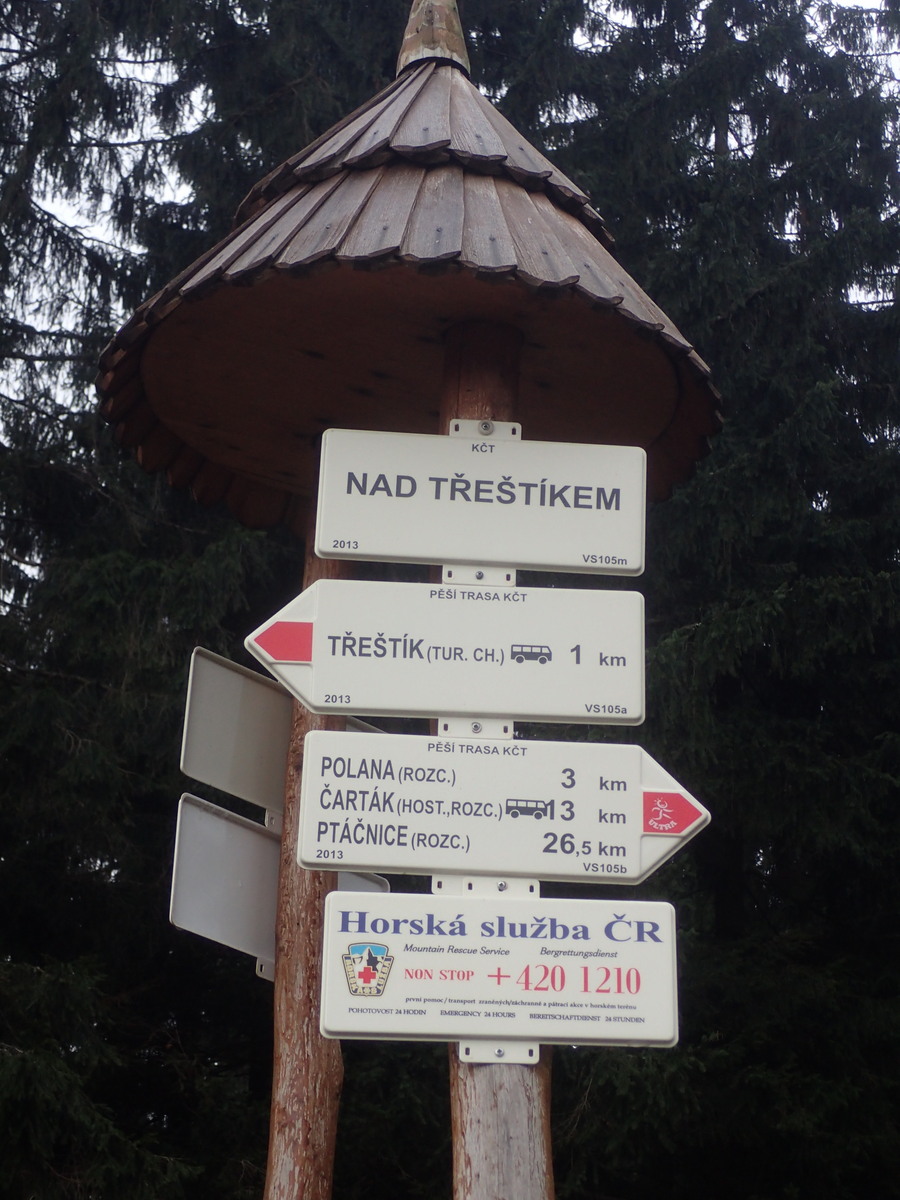 KČT
NAD TŘEŠTÍKEM
2013 VS105m
PĚŠÍ TRASA KČT
TŘEŠTÍK (TUR. CH.) 1 km
2013 VS105a
PĚŠÍ TRASA KČT
POLANA (ROZC.) 3 km
ČARTÁK (HOST.,ROZC.) 13 km
PTÁČNICE (ROZC.) 26,5 km
ULTRA
2013 VS105b
Horská služba ČR
Mountain Rescue Service Bergrettungsdienst
HORSKÁ SLUŽBA
NON STOP +420 1210
první pomoc/transport zraněných/záchranné a pátrací akce v horském terénu
POHOTOVOST 24 HODIN EMERGENCY 24 HOURS BEREITSCHAFTDIENST 24 STUNDEN